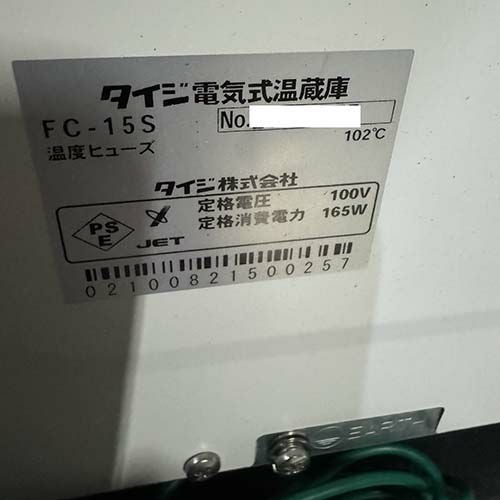 タイジ電気式温蔵庫
FC-15S No.
温度ヒューズ 102℃
タイジ株式会社
定格電圧 100V
定格消費電力 165W
PS
E
JET
02100821500257
EARTH